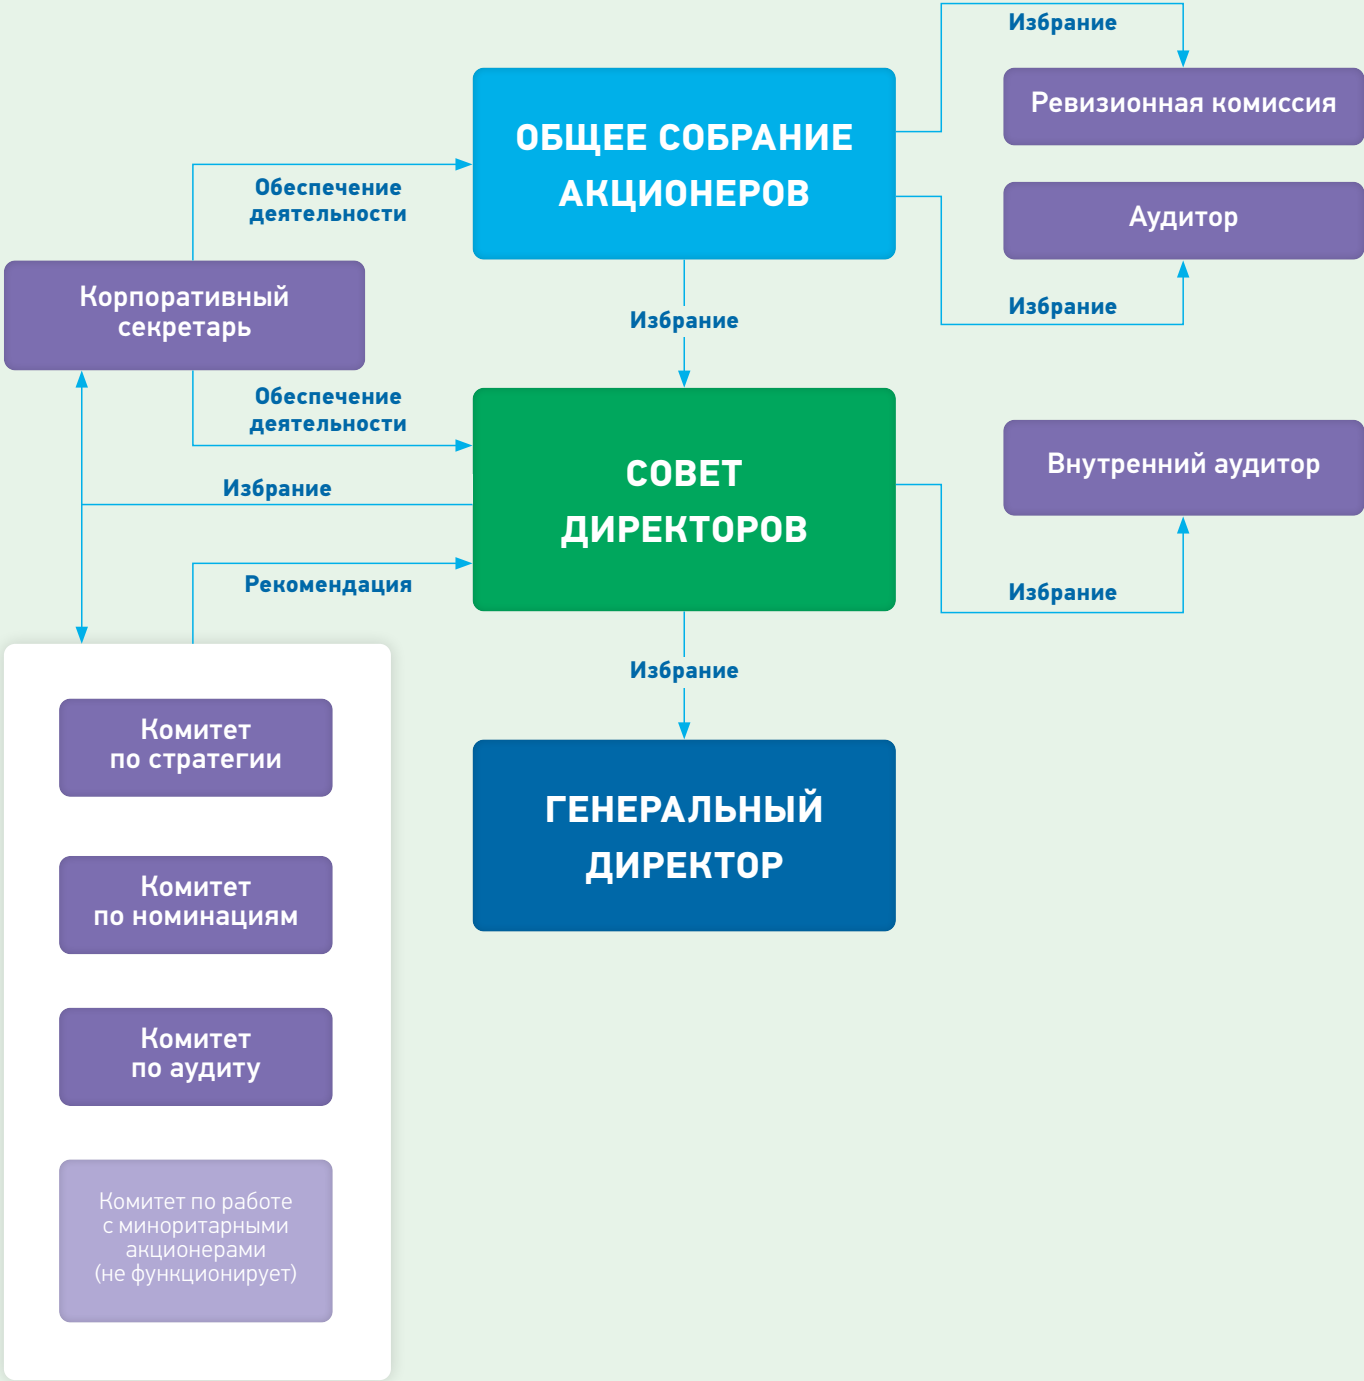 Избрание
Ревизионная комиссия
ОБЩЕЕ СОБРАНИЕ
АКЦИОНЕРОВ
Обеспечение
деятельности
Аудитор
Корпоративный
секретарь
Избрание
Избрание
Обеспечение
деятельности
СОВЕТ
ДИРЕКТОРОВ
Внутренний аудитор
Избрание
Рекомендация
Избрание
Избрание
Комитет
по стратегии
ГЕНЕРАЛЬНЫЙ
ДИРЕКТОР
Комитет
по номинациям
Комитет
по аудиту
Комитет по работе
с миноритарными
акционерами
(не функционирует)